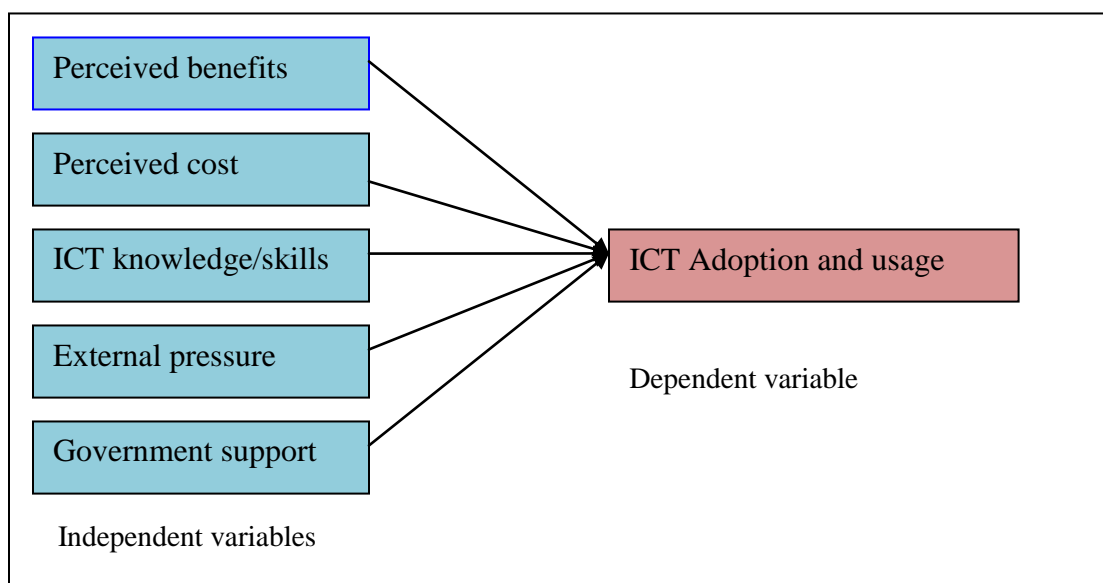 Perceived benefits
Perceived cost
ICT knowledge/skills
External pressure
Government support
Independent variables
ICT Adoption and usage
Dependent variable